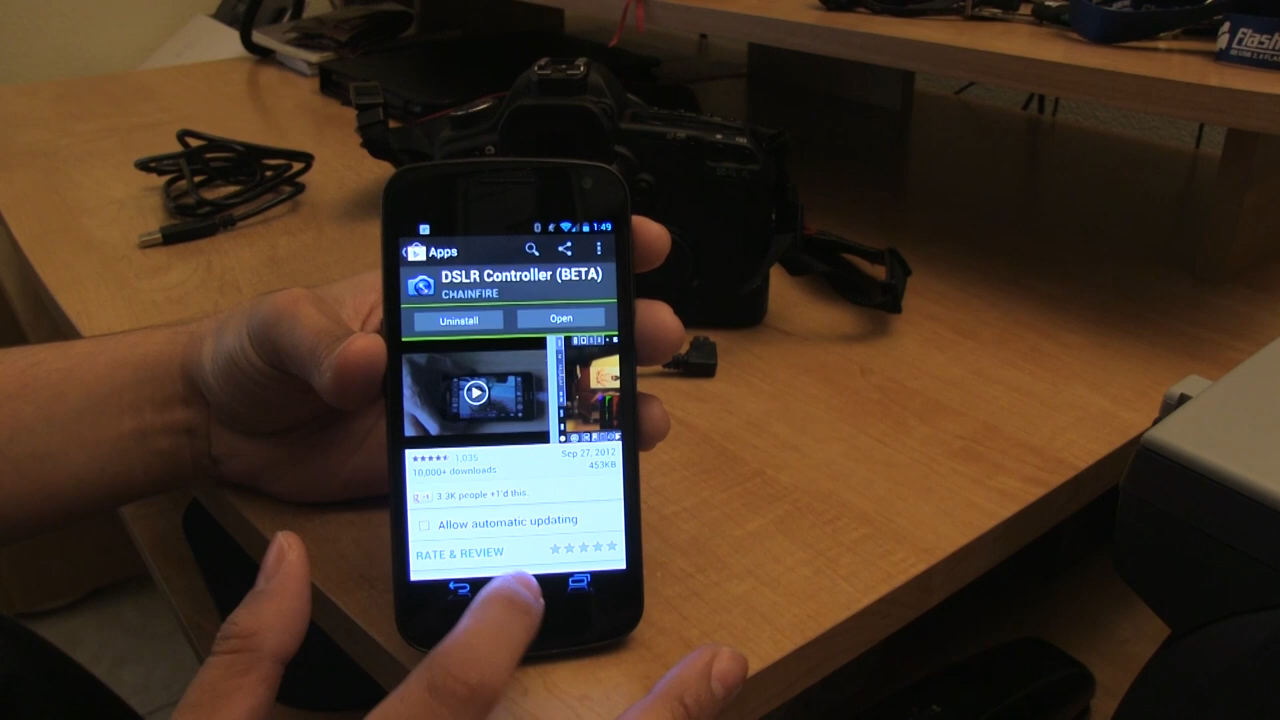 Flash
1:49
Apps
DSLR Controller (BETA)
CHAINFIRE
Uninstall
Open
1,035
Sep 27, 2012
10,000+ downloads
453KB
3.3K people +1'd this.
Allow automatic updating
RATE & REVIEW